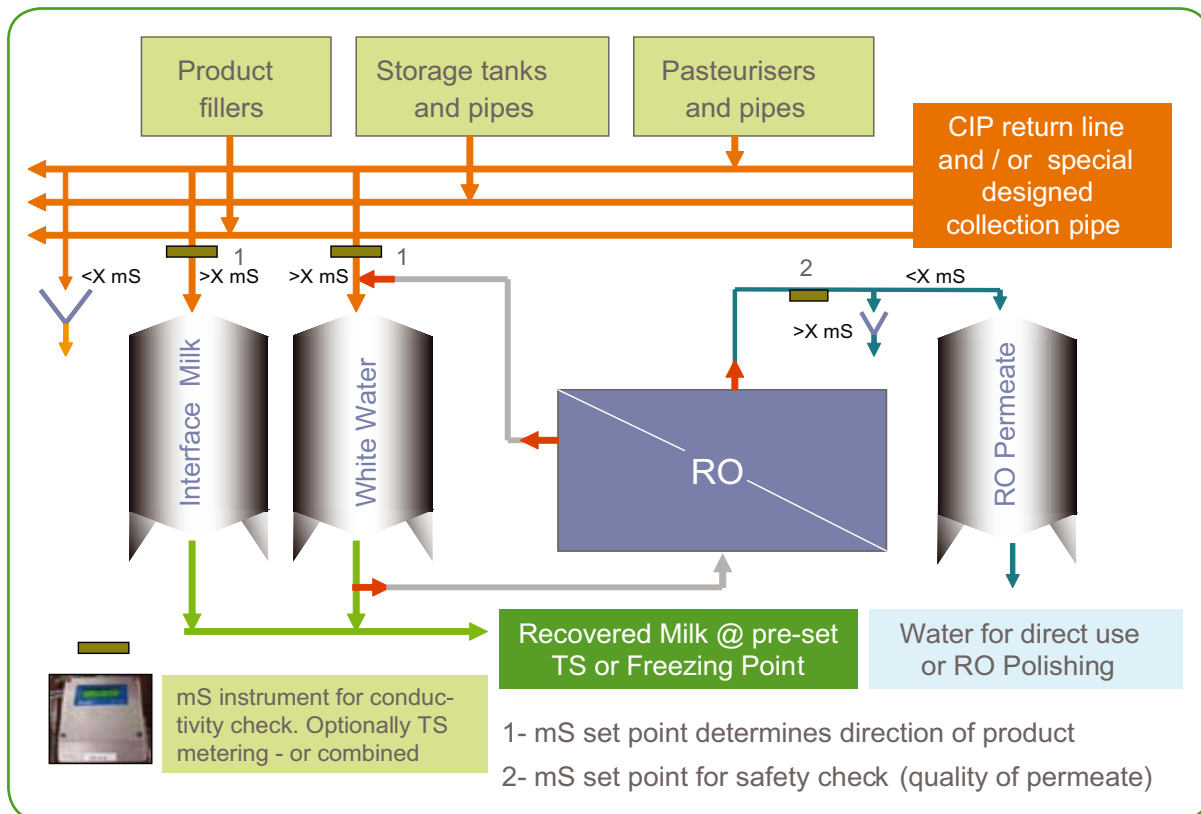 Product
fillers
Storage tanks
and pipes
Pasteurisers
and pipes
CIP return line
and / or special
designed
collection pipe
1
1
2
<X mS
>X mS
>X mS
<X mS
>X mS
Interface Milk
White Water
RO
RO Permeate
Recovered Milk @ pre-set
TS or Freezing Point
Water for direct use
or RO Polishing
mS instrument for conduc-
tivity check. Optionally TS
metering - or combined
1- mS set point determines direction of product
2- mS set point for safety check (quality of permeate)